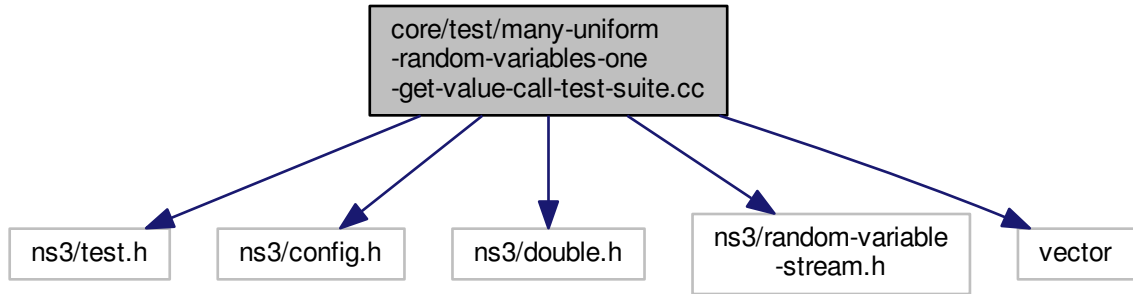 core/test/many-uniform
-random-variables-one
-get-value-call-test-suite.cc
ns3/test.h
ns3/config.h
ns3/double.h
ns3/random-variable
-stream.h
vector